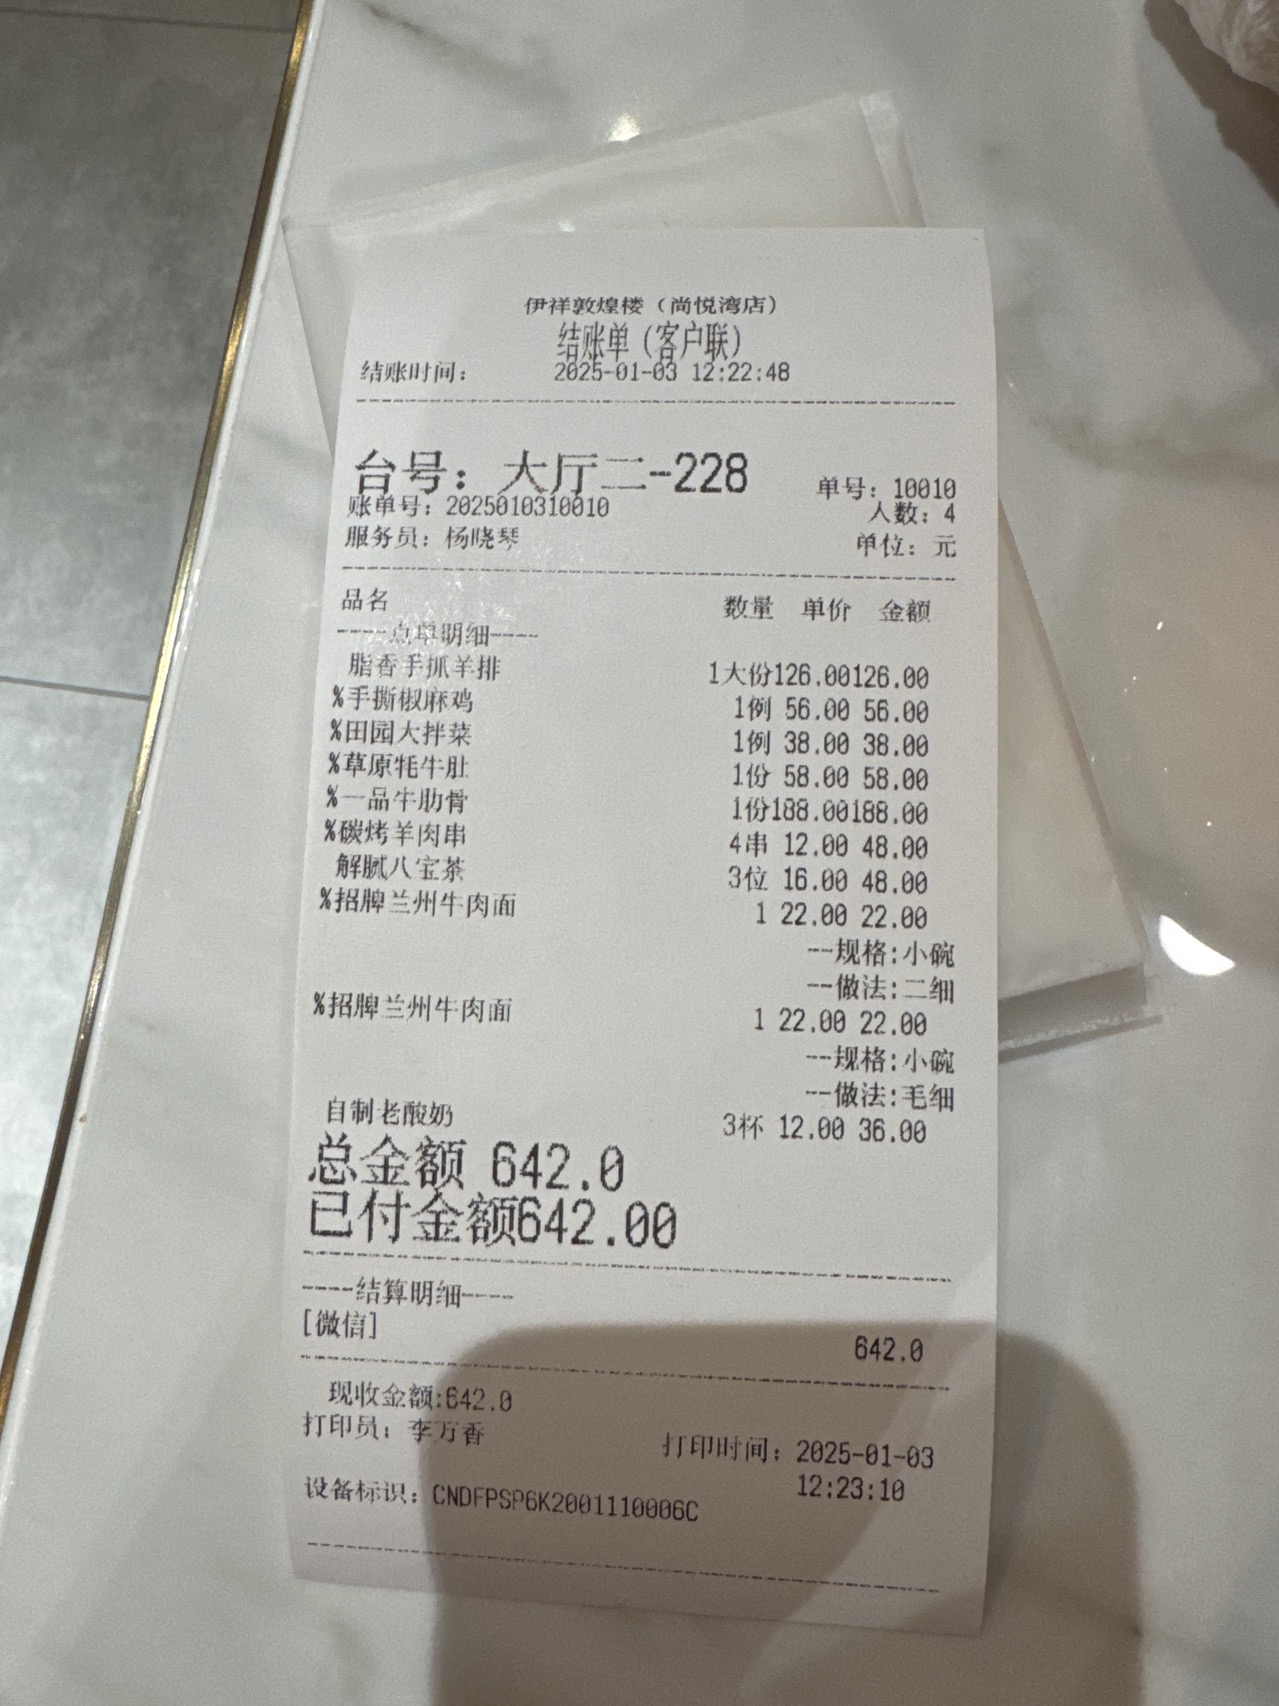 伊祥敦煌楼（尚悦湾店）
结账单（客户联）
结账时间： 2025-01-03 12:22:48
台号：大厅二-228 单号：10010
账单号：2025010310010 人数：4
服务员：杨晓琴 单位：元
品名 数量 单价 金额
----点单明细----
脂香手抓羊排 1大份126.00126.00
%手撕椒麻鸡 1例 56.00 56.00
%田园大拌菜 1例 38.00 38.00
%草原牦牛肚 1份 58.00 58.00
%一品牛肋骨 1份188.00188.00
%碳烤羊肉串 4串 12.00 48.00
解腻八宝茶 3位 16.00 48.00
%招牌兰州牛肉面 1 22.00 22.00
--规格:小碗
--做法:二细
%招牌兰州牛肉面 1 22.00 22.00
--规格:小碗
--做法:毛细
自制老酸奶 3杯 12.00 36.00
总金额 642.0
已付金额642.00
----结算明细----
[微信] 642.0
现收金额:642.0
打印员：李万香 打印时间：2025-01-03
12:23:10
设备标识：CNDFPSP6K2001110006C